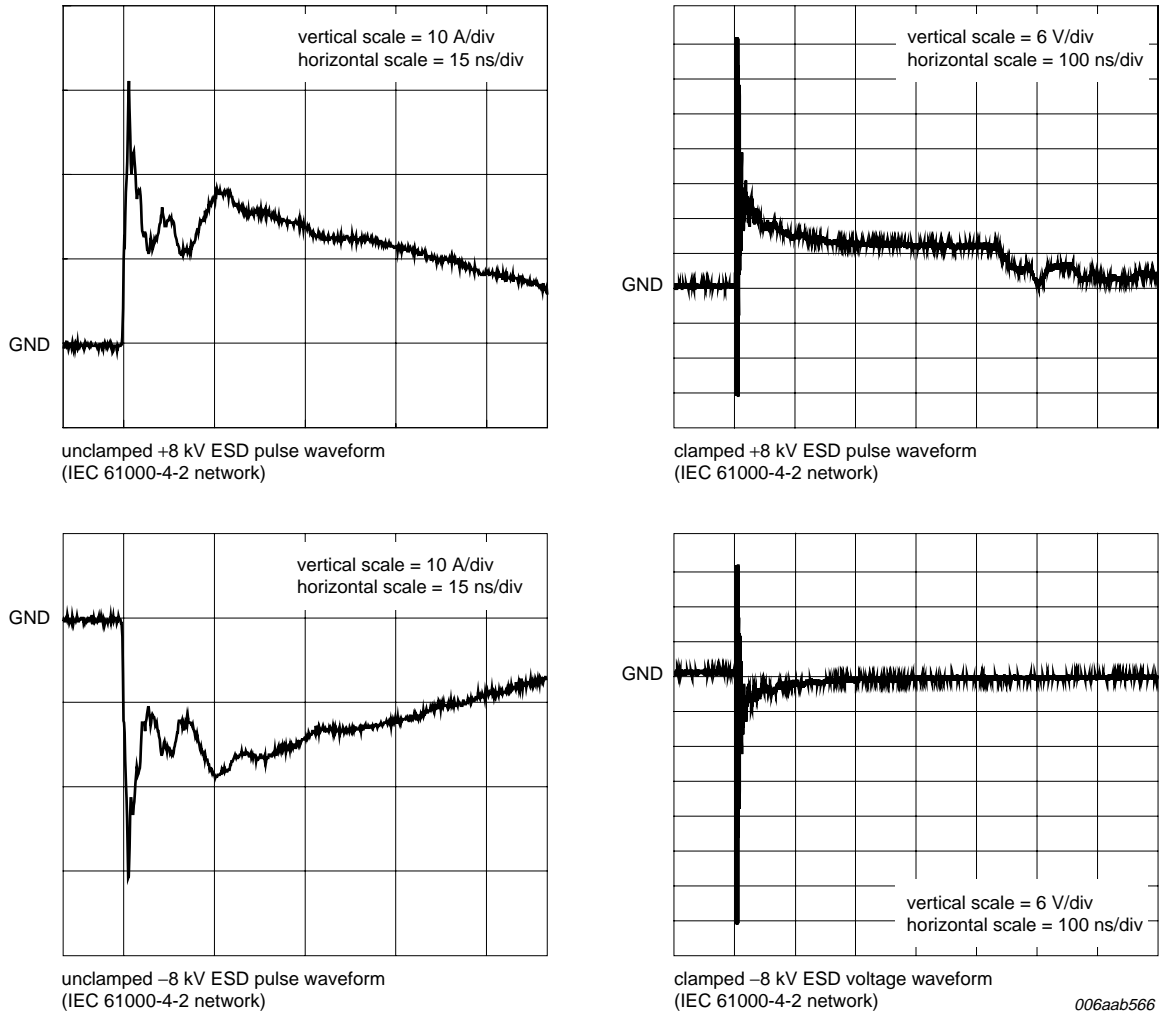 vertical scale = 10 A/div
horizontal scale = 15 ns/div
GND
unclamped +8 kV ESD pulse waveform
(IEC 61000-4-2 network)
vertical scale = 6 V/div
horizontal scale = 100 ns/div
GND
clamped +8 kV ESD pulse waveform
(IEC 61000-4-2 network)
vertical scale = 10 A/div
horizontal scale = 15 ns/div
GND
unclamped −8 kV ESD pulse waveform
(IEC 61000-4-2 network)
GND
vertical scale = 6 V/div
horizontal scale = 100 ns/div
clamped −8 kV ESD voltage waveform
(IEC 61000-4-2 network)
006aab566